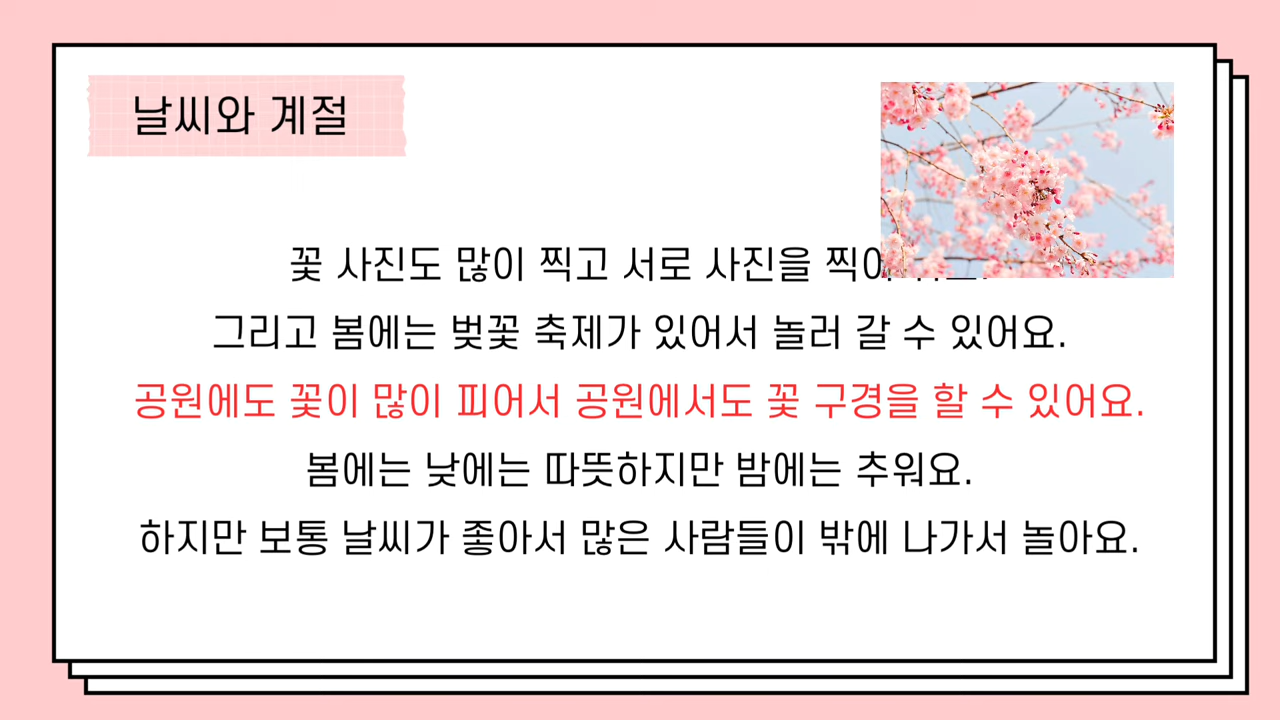 날씨와 계절
꽃 사진도 많이 찍고 서로 사진을
그리고 봄에는 벚꽃 축제가 있어서 놀러 갈 수 있어요.
공원에도 꽃이 많이 피어서 공원에서도 꽃 구경을 할 수 있어요.
봄에는 낮에는 따뜻하지만 밤에는 추워요.
하지만 보통 날씨가 좋아서 많은 사람들이 밖에 나가서 놀아요.